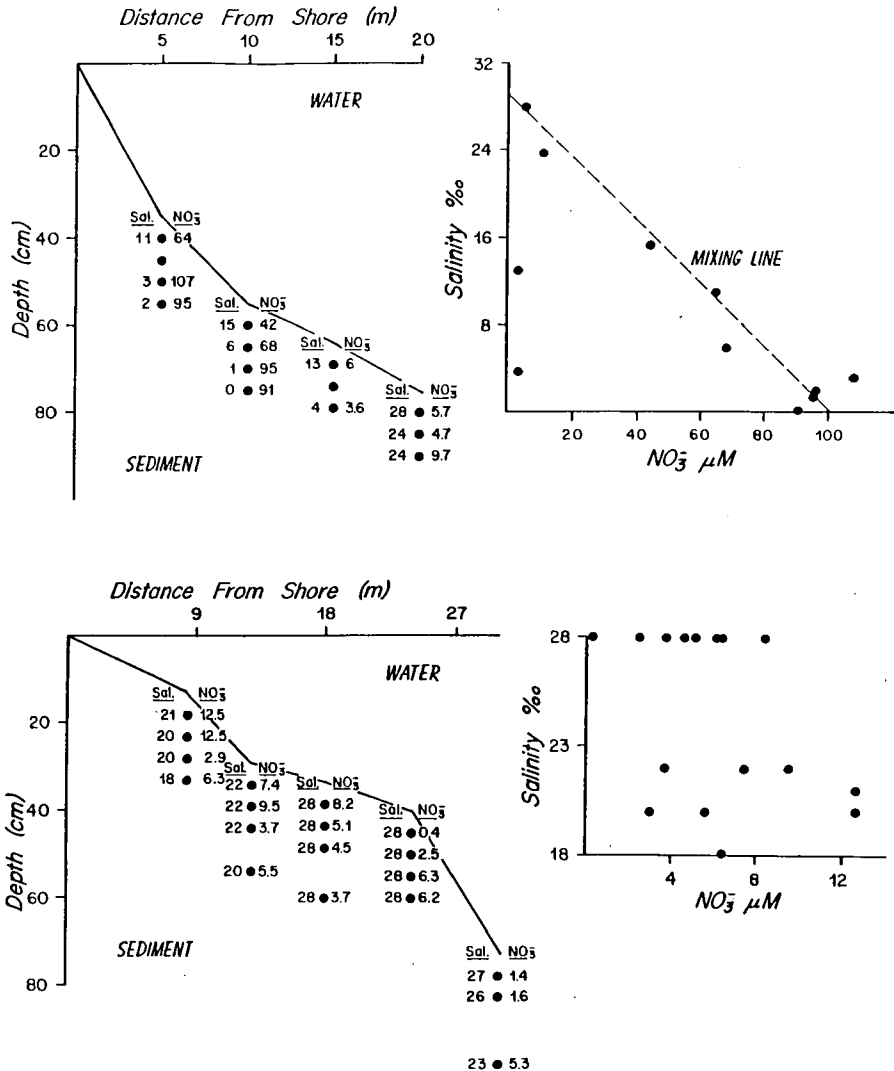 Distance From Shore (m)
5 10 15 20
WATER
Depth (cm)
20
40
60
80
Sal. NO3̄
11 64
3 107
2 95
Sal. NO3̄
15 42
6 68
1 95
0 91
Sal. NO3̄
13 6
4 3.6
Sal. NO3̄
28 5.7
24 4.7
24 9.7
SEDIMENT
Salinity ‰
32
24
16
8
MIXING LINE
20 40 60 80 100
NO3̄ μM
Distance From Shore (m)
9 18 27
WATER
Depth (cm)
20
40
60
80
Sal. NO3̄
21 12.5
20 12.5
20 2.9
18 6.3
Sal. NO3̄
22 7.4
22 9.5
22 3.7
20 5.5
Sal. NO3̄
28 8.2
28 5.1
28 4.5
28 3.7
Sal. NO3̄
28 0.4
28 2.5
28 6.3
28 6.2
Sal. NO3̄
27 1.4
26 1.6
23 5.3
SEDIMENT
Salinity ‰
28
23
18
4 8 12
NO3̄ μM